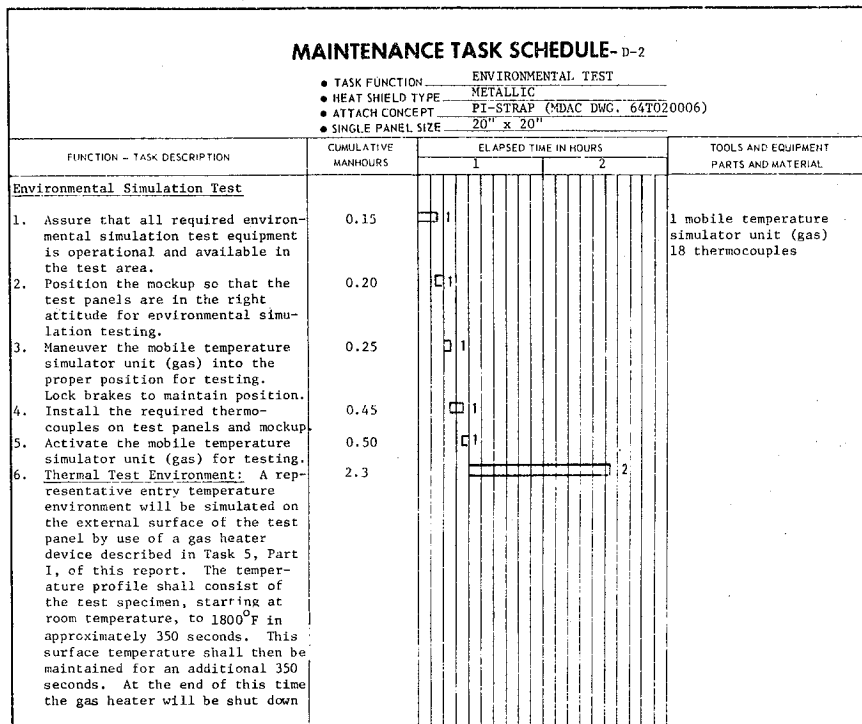 MAINTENANCE TASK SCHEDULE- D-2
• TASK FUNCTION ENVIRONMENTAL TEST
• HEAT SHIELD TYPE METALLIC
• ATTACH CONCEPT PI-STRAP (MDAC DWG. 64T020006)
• SINGLE PANEL SIZE 20" x 20"
FUNCTION – TASK DESCRIPTION
CUMULATIVE
MANHOURS
ELAPSED TIME IN HOURS
1 2
TOOLS AND EQUIPMENT
PARTS AND MATERIAL
Environmental Simulation Test
1. Assure that all required environ-
mental simulation test equipment
is operational and available in
the test area.
0.15
1
1 mobile temperature
simulator unit (gas)
18 thermocouples
2. Position the mockup so that the
test panels are in the right
attitude for environmental simu-
lation testing.
0.20
1
3. Maneuver the mobile temperature
simulator unit (gas) into the
proper position for testing.
Lock brakes to maintain position.
0.25
1
4. Install the required thermo-
couples on test panels and mockup.
0.45
1
5. Activate the mobile temperature
simulator unit (gas) for testing.
0.50
1
6. Thermal Test Environment: A rep-
resentative entry temperature
environment will be simulated on
the external surface of the test
panel by use of a gas heater
device described in Task 5, Part
I, of this report. The temper-
ature profile shall consist of
the test specimen, starring at
room temperature, to 1800°F in
approximately 350 seconds. This
surface temperature shall then be
maintained for an additional 350
seconds. At the end of this time
the gas heater will be shut down
2.3
2